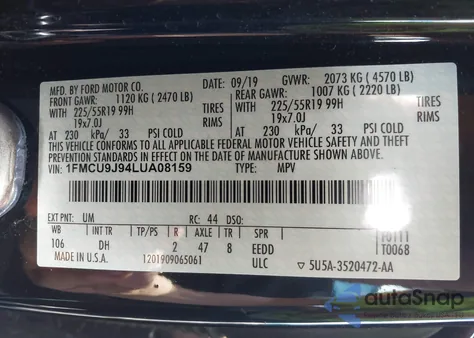 MFD. BY FORD MOTOR CO. DATE: 09/19 GVWR: 2073 KG ( 4570 LB)
FRONT GAWR: 1120 KG ( 2470 LB) REAR GAWR: 1007 KG ( 2220 LB)
WITH 225/55R19 99H TIRES WITH 225/55R19 99H TIRES
19x7.0J 19x7.0J RIMS
AT 230 kPa/ 33 PSI COLD AT 230 kPa/ 33 PSI COLD
THIS VEHICLE CONFORMS TO ALL APPLICABLE FEDERAL MOTOR VEHICLE
SAFETY AND THEFT PREVENTION STANDARDS IN EFFECT ON THE DATE OF
MANUFACTURE SHOWN ABOVE.
VIN: 1FMCU9J94LUA08159 TYPE: MPV
EXT PNT: UM RC: 44 DSO: F0111
WB INT TR TP/PS R AX TR SPR T0068
106 DH 2 47 8 EEDD
MADE IN U.S.A. 1201909065061 ULC 5U5A-3520472-AA
autoSnap